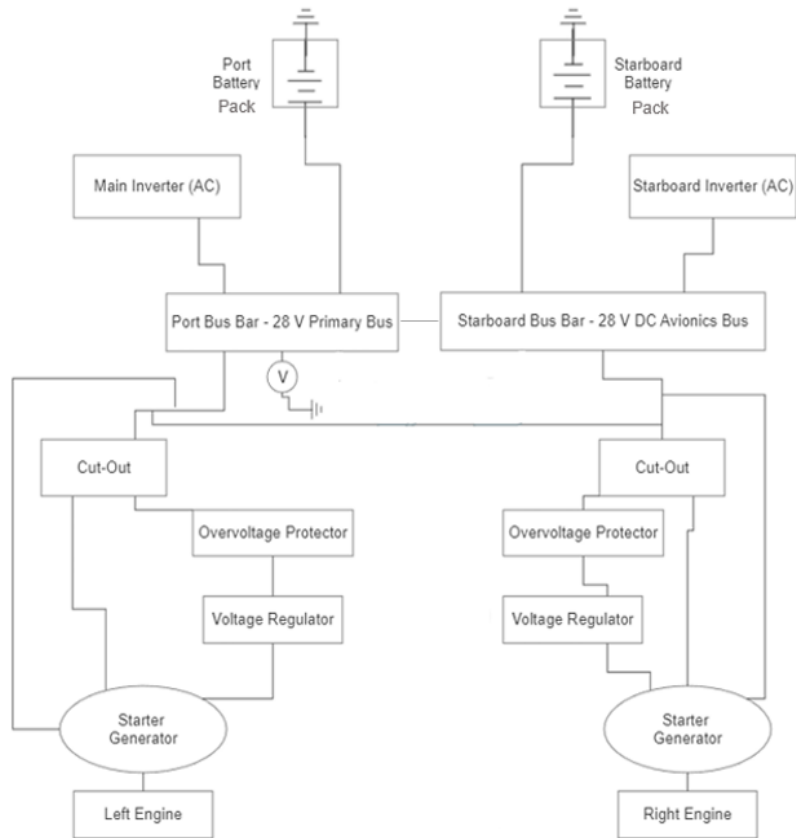 Port
Battery
Pack
Starboard
Battery
Pack
Main Inverter (AC)
Starboard Inverter (AC)
Port Bus Bar - 28 V Primary Bus
Starboard Bus Bar - 28 V DC Avionics Bus
V
Cut-Out
Cut-Out
Overvoltage Protector
Overvoltage Protector
Voltage Regulator
Voltage Regulator
Starter
Generator
Starter
Generator
Left Engine
Right Engine